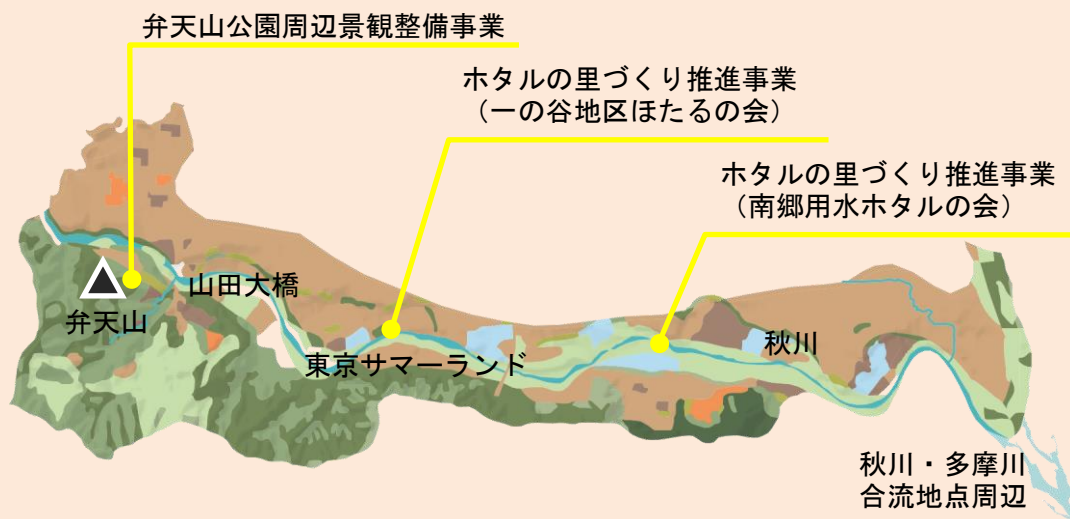 弁天山公園周辺景観整備事業
ホタルの里づくり推進事業
（一の谷地区ほたるの会）
ホタルの里づくり推進事業
（南郷用水ホタルの会）
山田大橋
弁天山
東京サマーランド
秋川
秋川・多摩川
合流地点周辺